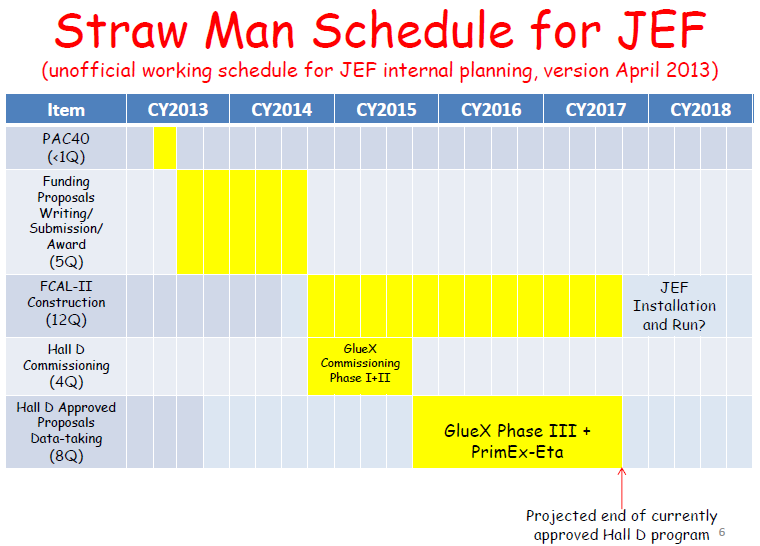 Straw Man Schedule for JEF
(unofficial working schedule for JEF internal planning, version April 2013)
Item CY2013 CY2014 CY2015 CY2016 CY2017 CY2018
PAC40
(<1Q)
Funding
Proposals
Writing/
Submission/
Award
(5Q)
FCAL-II
Construction
(12Q)
JEF
Installation
and Run?
Hall D
Commissioning
(4Q)
GlueX
Commissioning
Phase I+II
Hall D Approved
Proposals
Data-taking
(8Q)
GlueX Phase III +
PrimEx-Eta
Projected end of currently
approved Hall D program
6